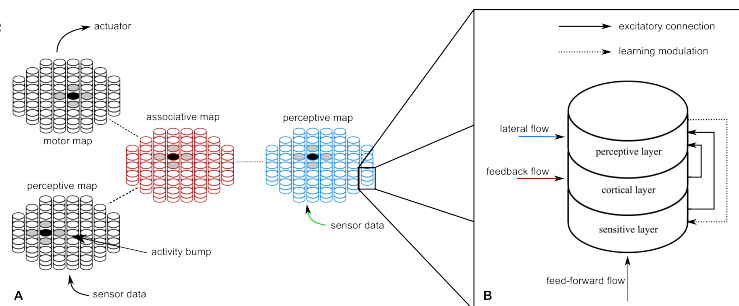 actuator
motor map
associative map
perceptive map
perceptive map
activity bump
sensor data
sensor data
A
excitatory connection
learning modulation
lateral flow
feedback flow
perceptive layer
cortical layer
sensitive layer
feed-forward flow
B